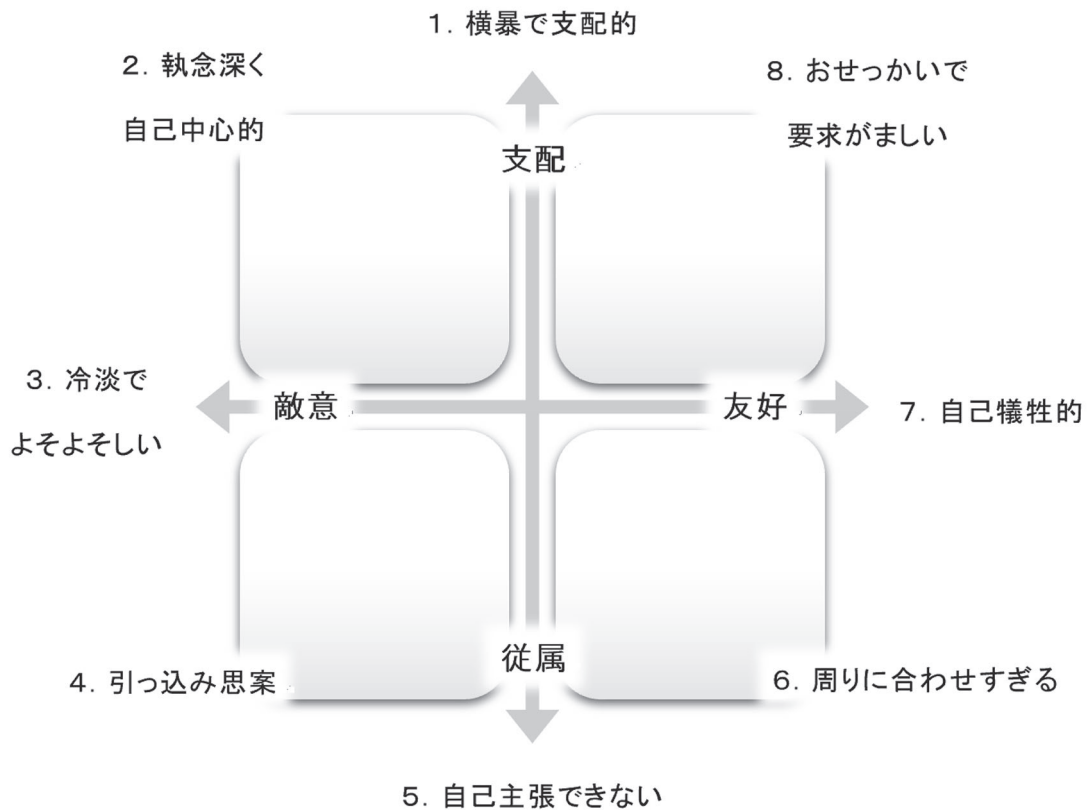 1. 横暴で支配的
2. 執念深く
自己中心的
8. おせっかいで
要求がましい
支配
3. 冷淡で
よそよそしい
敵意
友好
7. 自己犠牲的
従属
4. 引っ込み思案
6. 周りに合わせすぎる
5. 自己主張できない